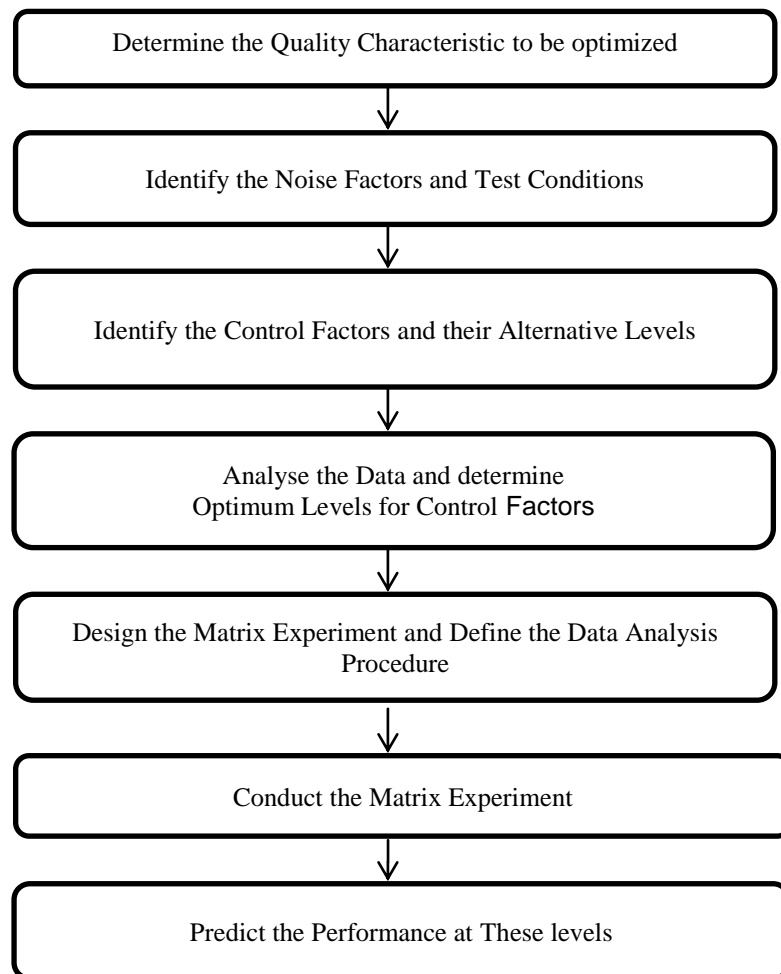 Determine the Quality Characteristic to be optimized
Identify the Noise Factors and Test Conditions
Identify the Control Factors and their Alternative Levels
Analyse the Data and determine
Optimum Levels for Control Factors
Design the Matrix Experiment and Define the Data Analysis
Procedure
Conduct the Matrix Experiment
Predict the Performance at These levels